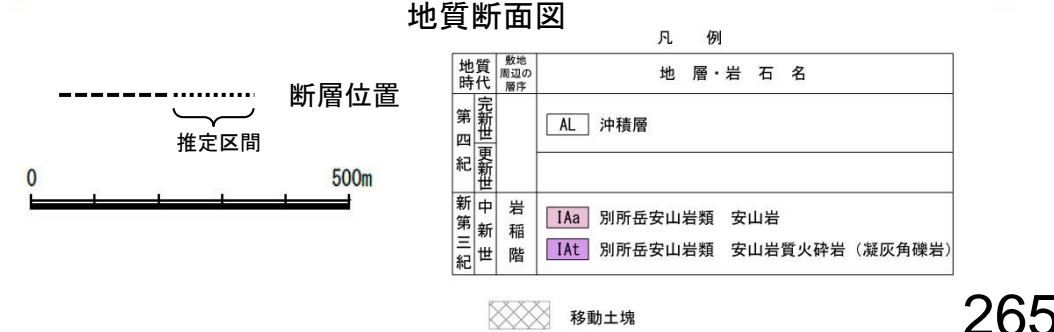 地質断面図
断層位置
推定区間
0 500m
凡 例
地質時代 敷地周辺の層序 地 層・岩 石 名
第四紀 完新世 AL 沖積層
更新世
新第三紀 中新世 岩稲階 IAa 別所岳安山岩類 安山岩
IAt 別所岳安山岩類 安山岩質火砕岩（凝灰角礫岩）
移動土塊
265